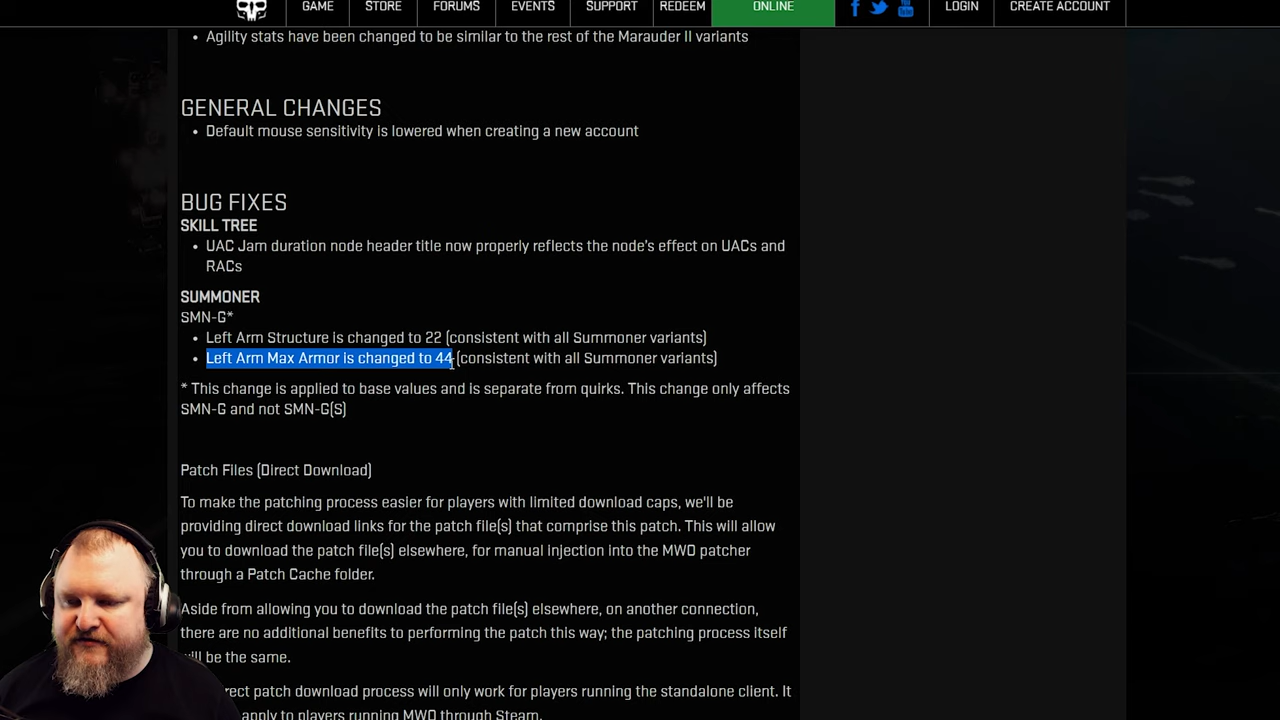 GAME STORE FORUMS EVENTS SUPPORT REDEEM ONLINE LOGIN CREATE ACCOUNT
• Agility stats have been changed to be similar to the rest of the Marauder II variants
GENERAL CHANGES
• Default mouse sensitivity is lowered when creating a new account
BUG FIXES
SKILL TREE
• UAC Jam duration node header title now properly reflects the node's effect on UACs and
RACs
SUMMONER
SMN-G*
• Left Arm Structure is changed to 22 (consistent with all Summoner variants)
• Left Arm Max Armor is changed to 44 (consistent with all Summoner variants)
* This change is applied to base values and is separate from quirks. This change only affects
SMN-G and not SMN-G(S)
Patch Files (Direct Download)
To make the patching process easier for players with limited download caps, we'll be
providing direct download links for the patch file(s) that comprise this patch. This will allow
you to download the patch file(s) elsewhere, for manual injection into the MWO patcher
through a Patch Cache folder.
Aside from allowing you to download the patch file(s) elsewhere, on another connection,
there are no additional benefits to performing the patch this way; the patching process itself
will be the same.
rect patch download process will only work for players running the standalone client. It
apply to players running MWO through Steam.